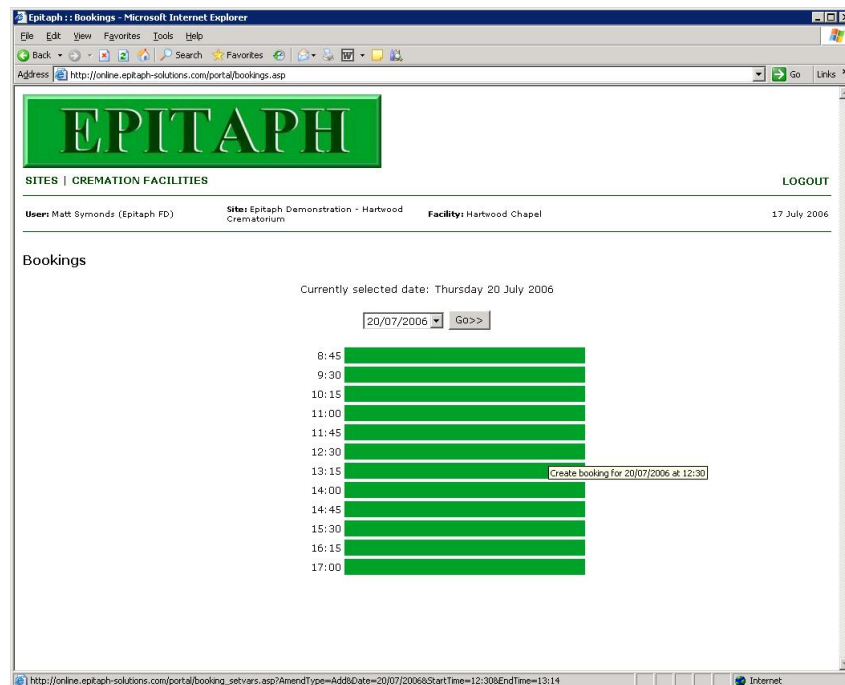 Epitaph : : Bookings - Microsoft Internet Explorer
File Edit View Favorites Tools Help
Back Search Favorites
Address http://online.epitaph-solutions.com/portal/bookings.asp Go Links
EPITAPH
SITES | CREMATION FACILITIES LOGOUT
User: Matt Symonds (Epitaph FD) Site: Epitaph Demonstration - Hartwood Crematorium Facility: Hartwood Chapel 17 July 2006
Bookings
Currently selected date: Thursday 20 July 2006
20/07/2006 Go>>
8:45
9:30
10:15
11:00
11:45
12:30
13:15
Create booking for 20/07/2006 at 12:30
14:00
14:45
15:30
16:15
17:00
http://online.epitaph-solutions.com/portal/booking_setvars.asp?AmendType=Add&Date=20/07/2006&StartTime=12:30&EndTime=13:14 Internet